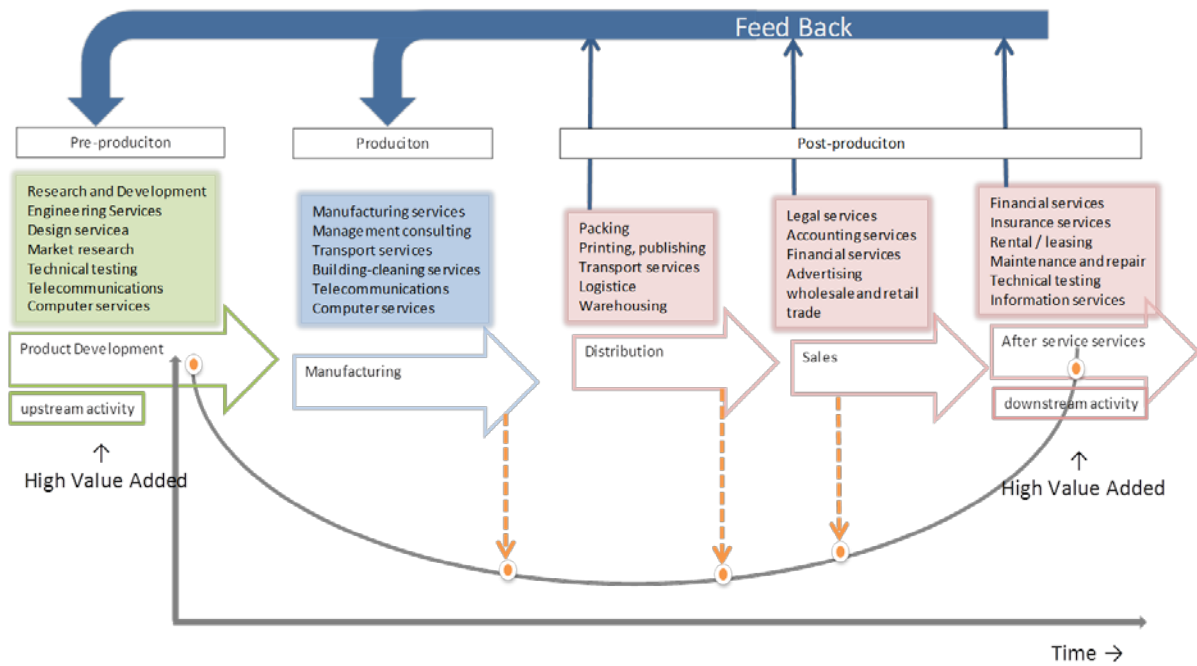 Feed Back
Pre-produciton
Produciton
Post-produciton
Research and Development
Engineering Services
Design servicea
Market research
Technical testing
Telecommunications
Computer services
Manufacturing services
Management consulting
Transport services
Building-cleaning services
Telecommunications
Computer services
Packing
Printing, publishing
Transport services
Logistice
Warehousing
Legal services
Accounting services
Financial services
Advertising
wholesale and retail
trade
Financial services
Insurance services
Rental / leasing
Maintenance and repair
Technical testing
Information services
Product Development
Manufacturing
Distribution
Sales
After service services
upstream activity
downstream activity
↑
High Value Added
↑
High Value Added
Time →